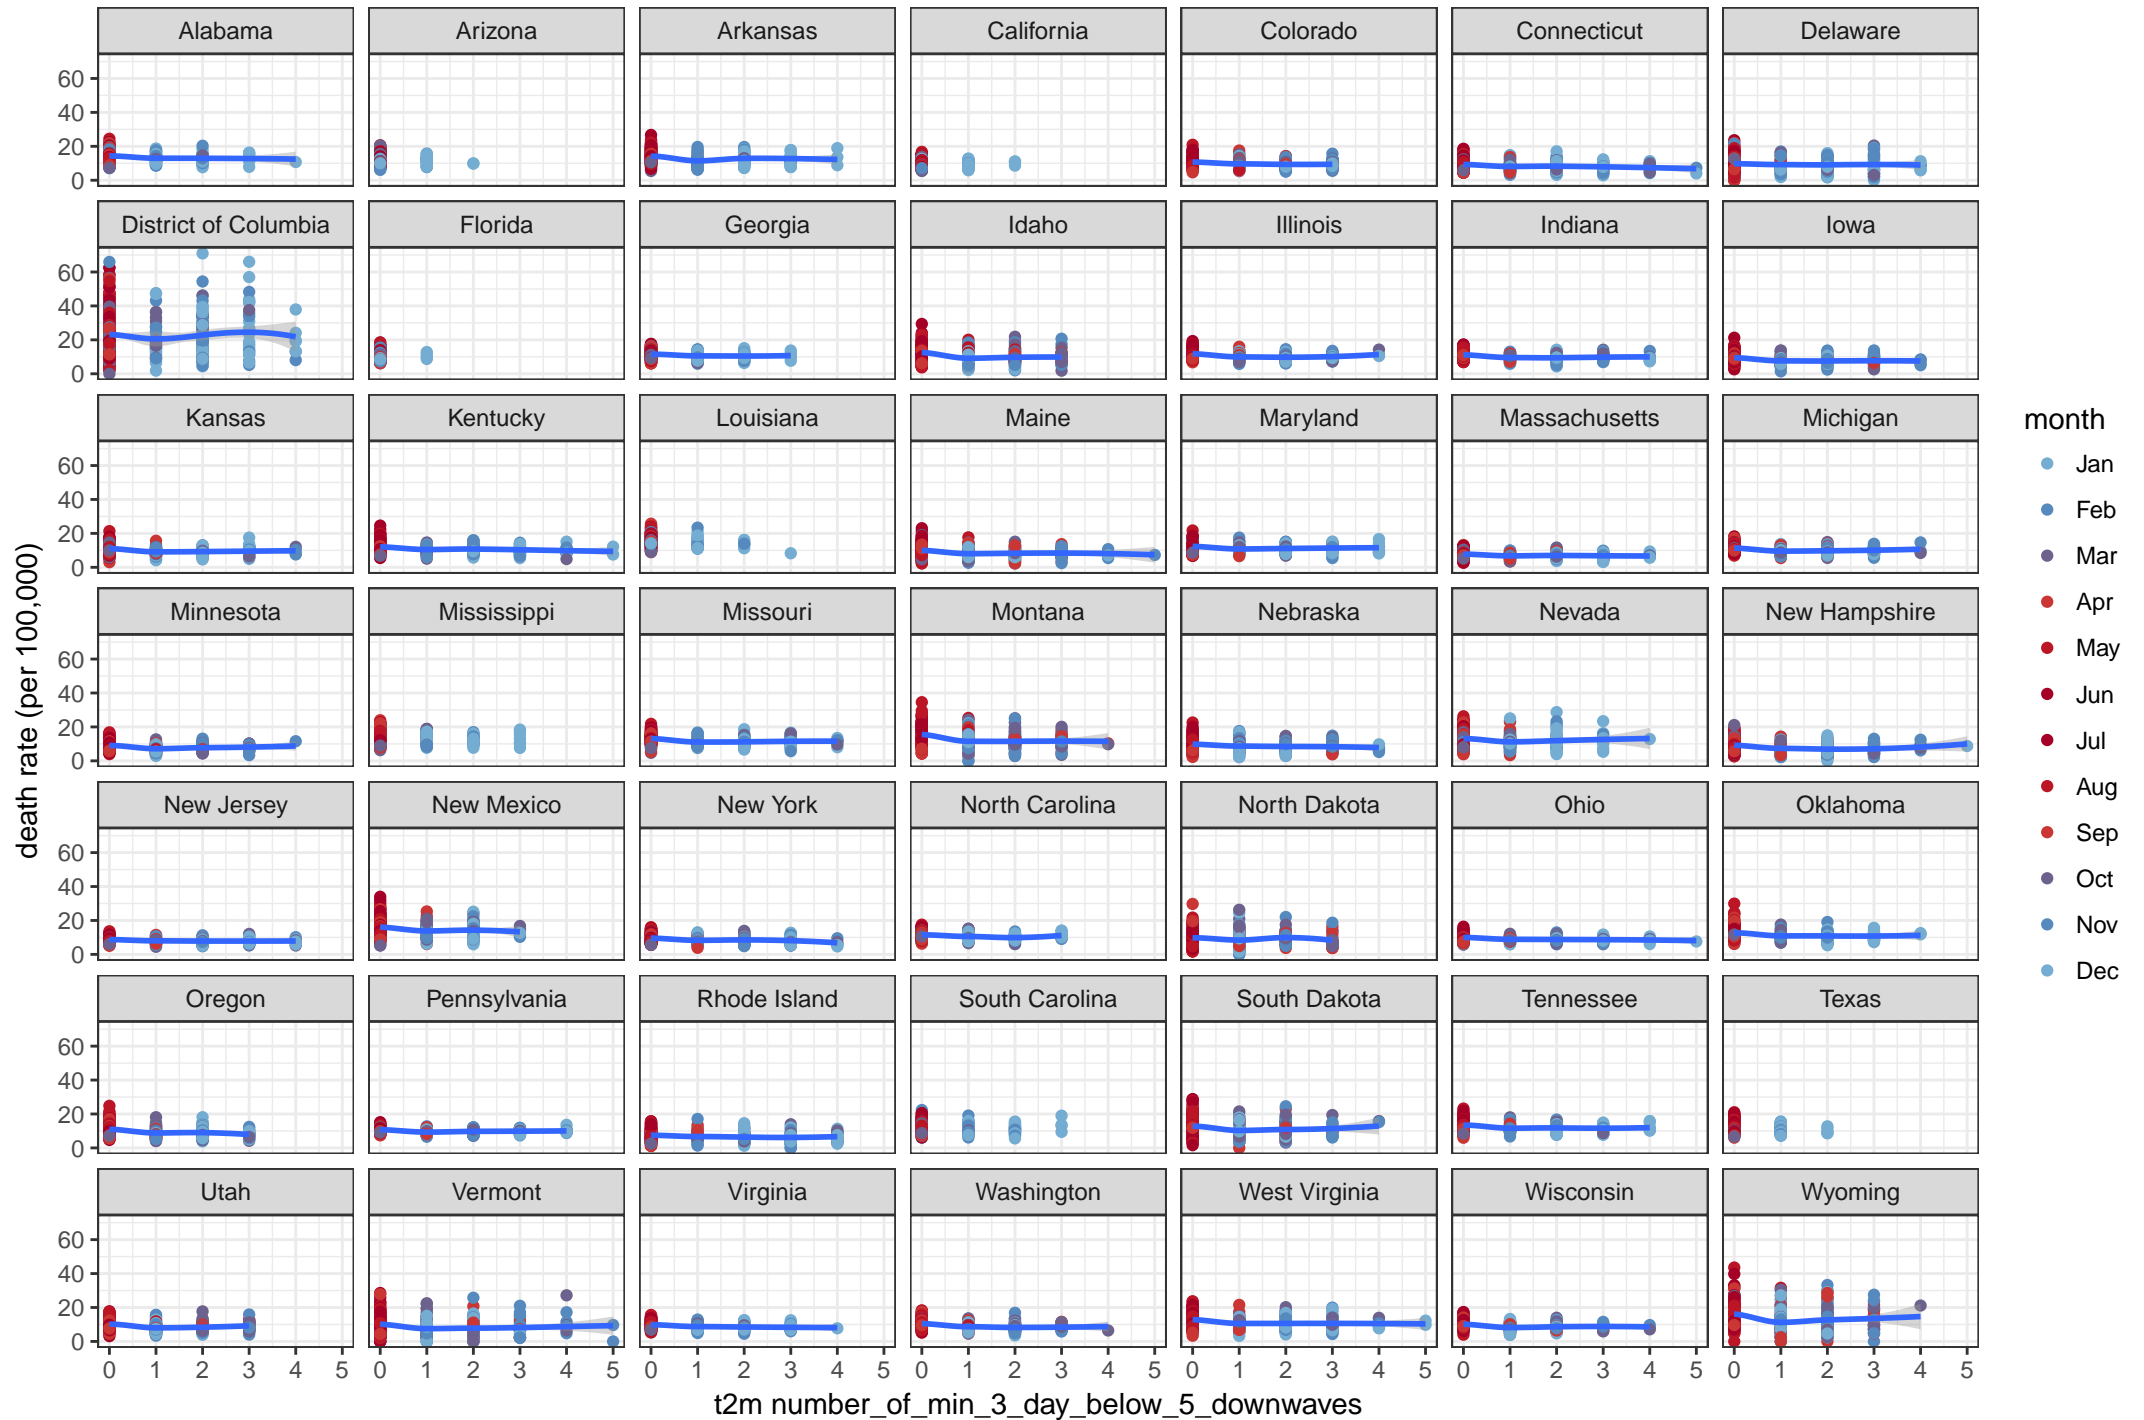 Alabama Arizona Arkansas California Colorado Connecticut Delaware
60
40
20
0
District of Columbia Florida Georgia Idaho Illinois Indiana Iowa
60
40
20
0
Kansas Kentucky Louisiana Maine Maryland Massachusetts Michigan
60
40
20
0
Minnesota Mississippi Missouri Montana Nebraska Nevada New Hampshire
60
40
20
0
New Jersey New Mexico New York North Carolina North Dakota Ohio Oklahoma
60
40
20
0
Oregon Pennsylvania Rhode Island South Carolina South Dakota Tennessee Texas
60
40
20
0
Utah Vermont Virginia Washington West Virginia Wisconsin Wyoming
60
40
20
0
0 1 2 3 4 5 0 1 2 3 4 5 0 1 2 3 4 5 0 1 2 3 4 5 0 1 2 3 4 5 0 1 2 3 4 5 0 1 2 3 4 5
t2m number_of_min_3_day_below_5_downwaves
death rate (per 100,000)
month
Jan
Feb
Mar
Apr
May
Jun
Jul
Aug
Sep
Oct
Nov
Dec